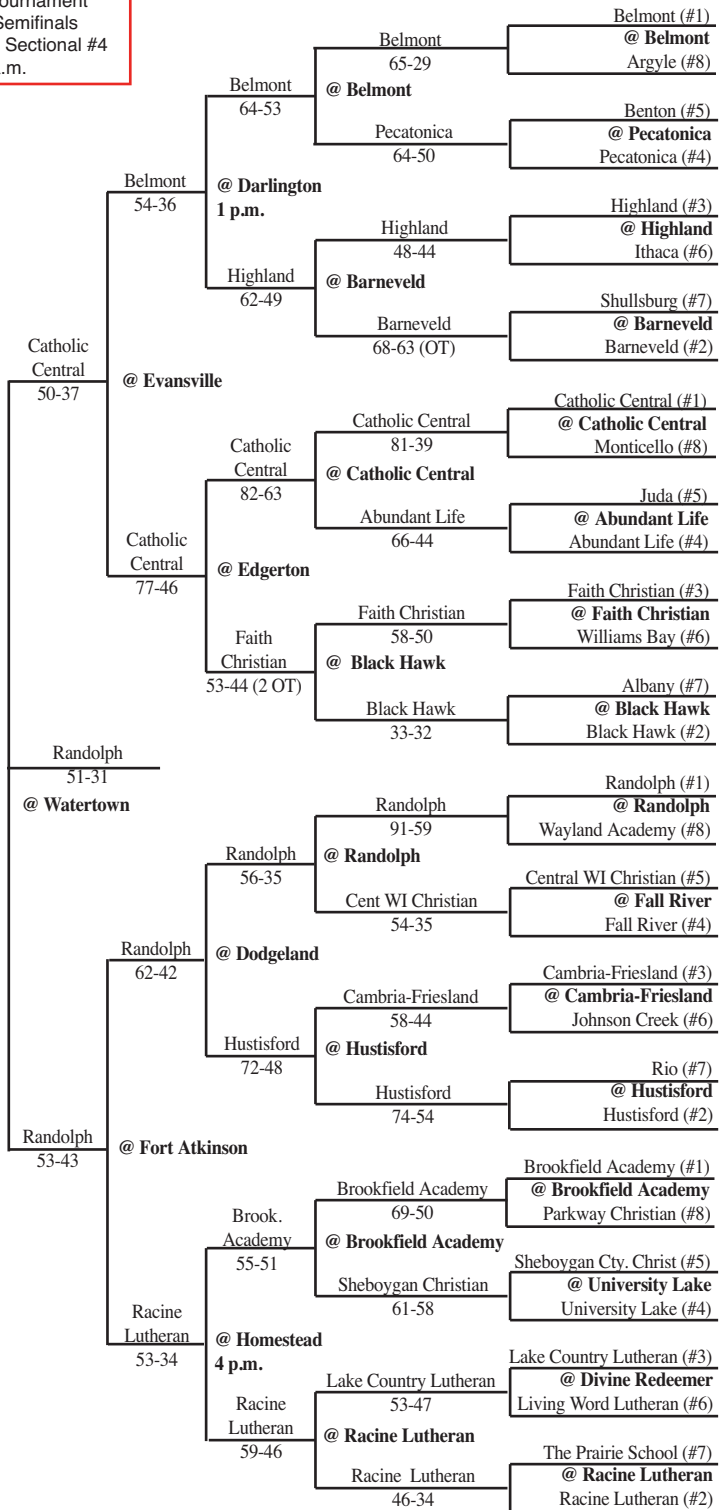 ournament
Semifinals
Sectional #4
a.m.
Belmont (#1)
@ Belmont
Argyle (#8)
Belmont
65-29
@ Belmont
Belmont
64-53
Benton (#5)
@ Pecatonica
Pecatonica (#4)
Pecatonica
64-50
Belmont
54-36
@ Darlington
1 p.m.
Highland (#3)
@ Highland
Ithaca (#6)
Highland
48-44
Highland
62-49
@ Barneveld
Shullsburg (#7)
@ Barneveld
Barneveld (#2)
Barneveld
68-63 (OT)
Catholic
Central
50-37
@ Evansville
Catholic Central (#1)
@ Catholic Central
Monticello (#8)
Catholic Central
81-39
Catholic
Central
82-63
@ Catholic Central
Juda (#5)
@ Abundant Life
Abundant Life (#4)
Abundant Life
66-44
Catholic
Central
77-46
@ Edgerton
Faith Christian (#3)
@ Faith Christian
Williams Bay (#6)
Faith Christian
58-50
Faith
Christian
53-44 (2 OT)
@ Black Hawk
Albany (#7)
@ Black Hawk
Black Hawk (#2)
Black Hawk
33-32
Randolph
51-31
@ Watertown
Randolph (#1)
@ Randolph
Wayland Academy (#8)
Randolph
91-59
Randolph
56-35
@ Randolph
Central WI Christian (#5)
@ Fall River
Fall River (#4)
Cent WI Christian
54-35
Randolph
62-42
@ Dodgeland
Cambria-Friesland (#3)
@ Cambria-Friesland
Johnson Creek (#6)
Cambria-Friesland
58-44
Hustisford
72-48
@ Hustisford
Rio (#7)
@ Hustisford
Hustisford (#2)
Hustisford
74-54
Randolph
53-43
@ Fort Atkinson
Brookfield Academy (#1)
@ Brookfield Academy
Parkway Christian (#8)
Brookfield Academy
69-50
Brook.
Academy
55-51
@ Brookfield Academy
Sheboygan Cty. Christ (#5)
@ University Lake
University Lake (#4)
Sheboygan Christian
61-58
Racine
Lutheran
53-34
@ Homestead
4 p.m.
Lake Country Lutheran (#3)
@ Divine Redeemer
Living Word Lutheran (#6)
Lake Country Lutheran
53-47
Racine
Lutheran
59-46
@ Racine Lutheran
The Prairie School (#7)
@ Racine Lutheran
Racine Lutheran (#2)
Racine Lutheran
46-34